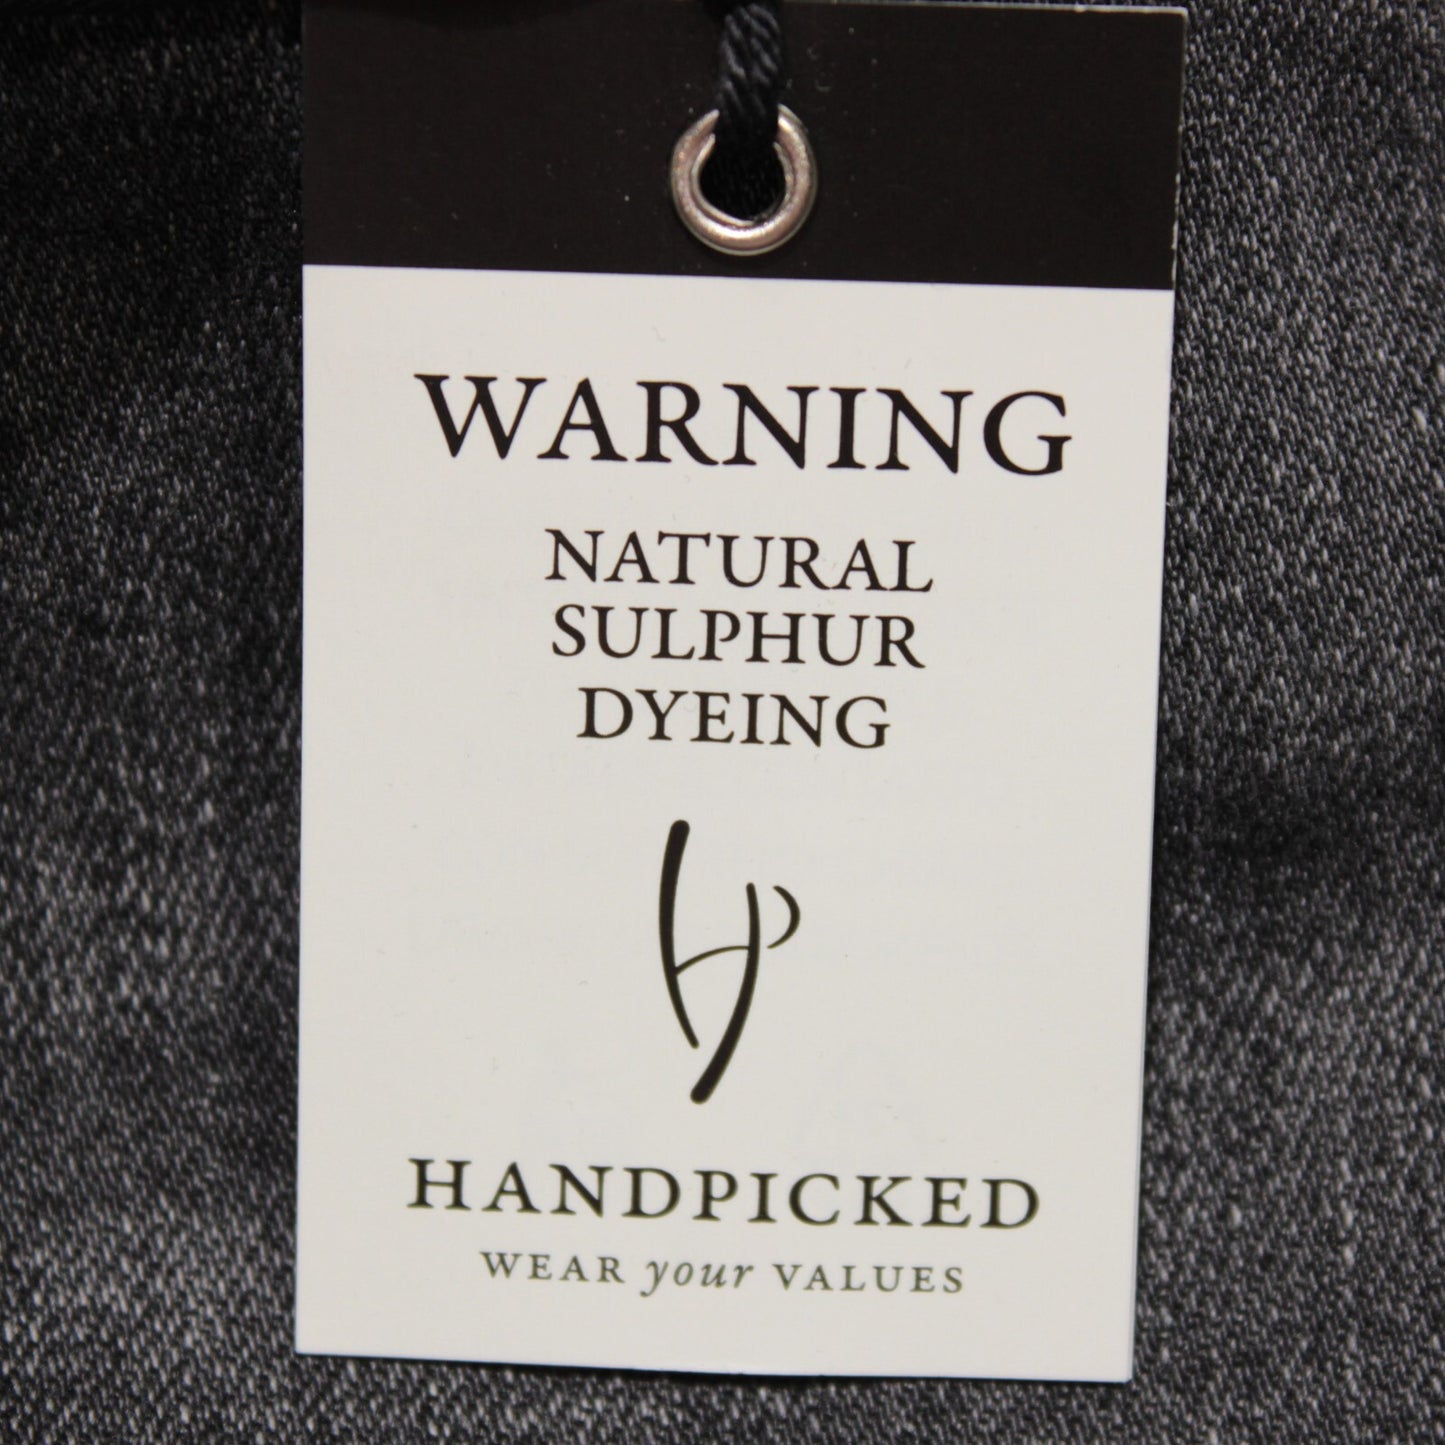 WARNING
NATURAL
SULPHUR
DYEING
HANDPICKED
WEAR your VALUES